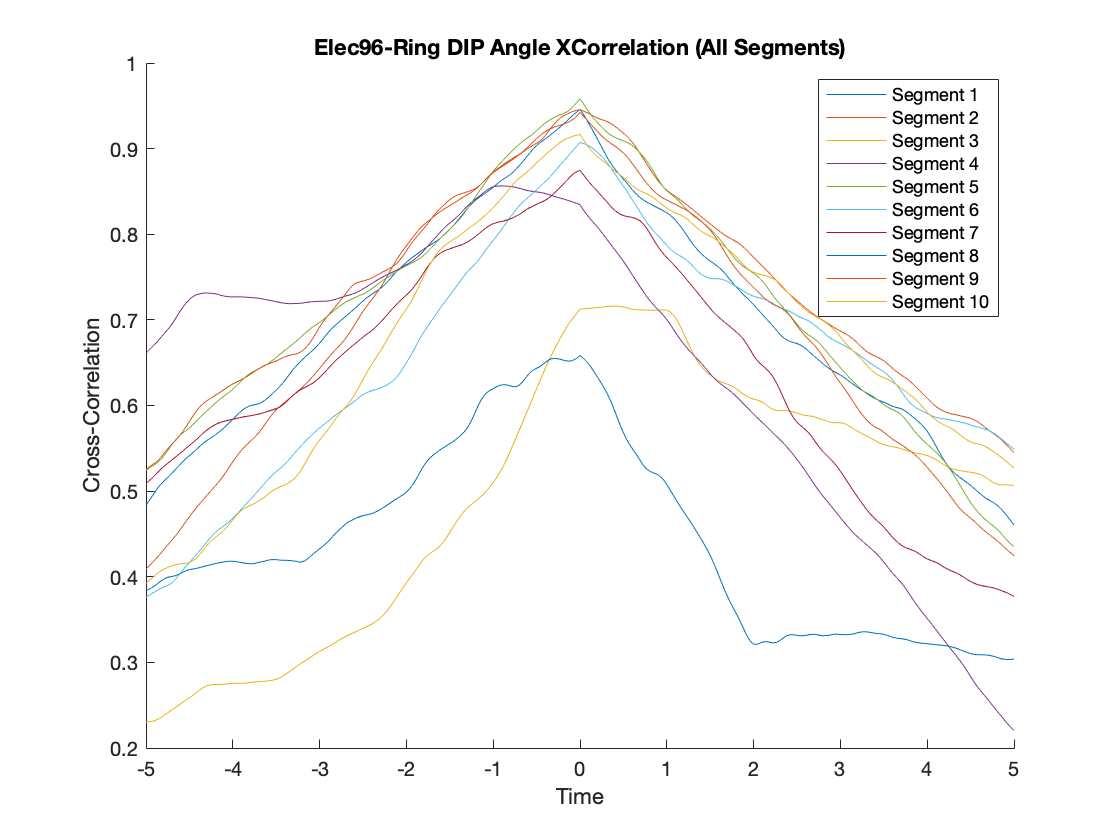 Elec96-Ring DIP Angle XCorrelation (All Segments)
1
0.9
0.8
0.7
0.6
0.5
0.4
0.3
0.2
Cross-Correlation
Segment 1
Segment 2
Segment 3
Segment 4
Segment 5
Segment 6
Segment 7
Segment 8
Segment 9
Segment 10
-5 -4 -3 -2 -1 0 1 2 3 4 5
Time